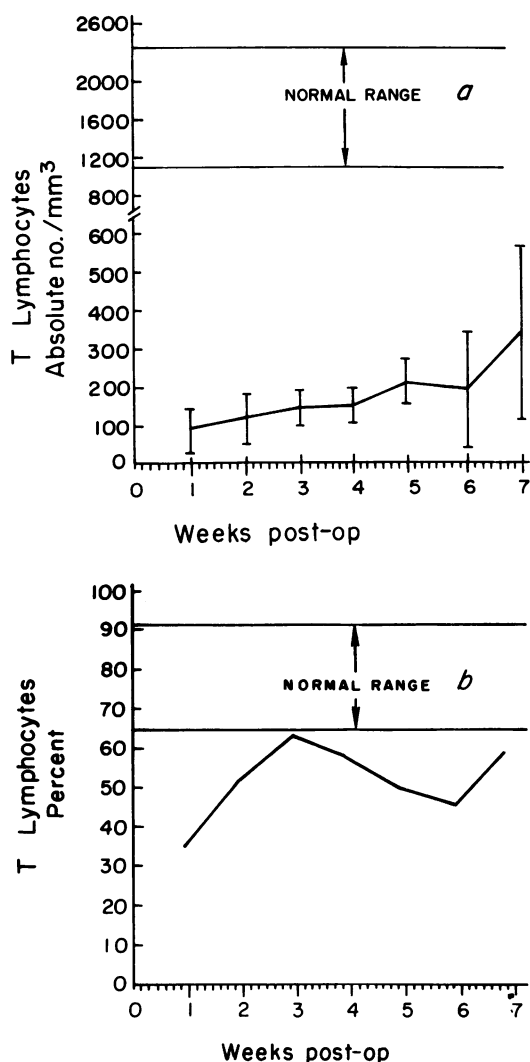 2600
2200
NORMAL RANGE a
1600
1100
800
T Lymphocytes
Absolute no./mm³
600
500
400
300
200
100
0
0 1 2 3 4 5 6 7
Weeks post-op
100
90
80
NORMAL RANGE b
70
60
T Lymphocytes
Percent
50
40
30
20
10
0
0 1 2 3 4 5 6 7
Weeks post-op